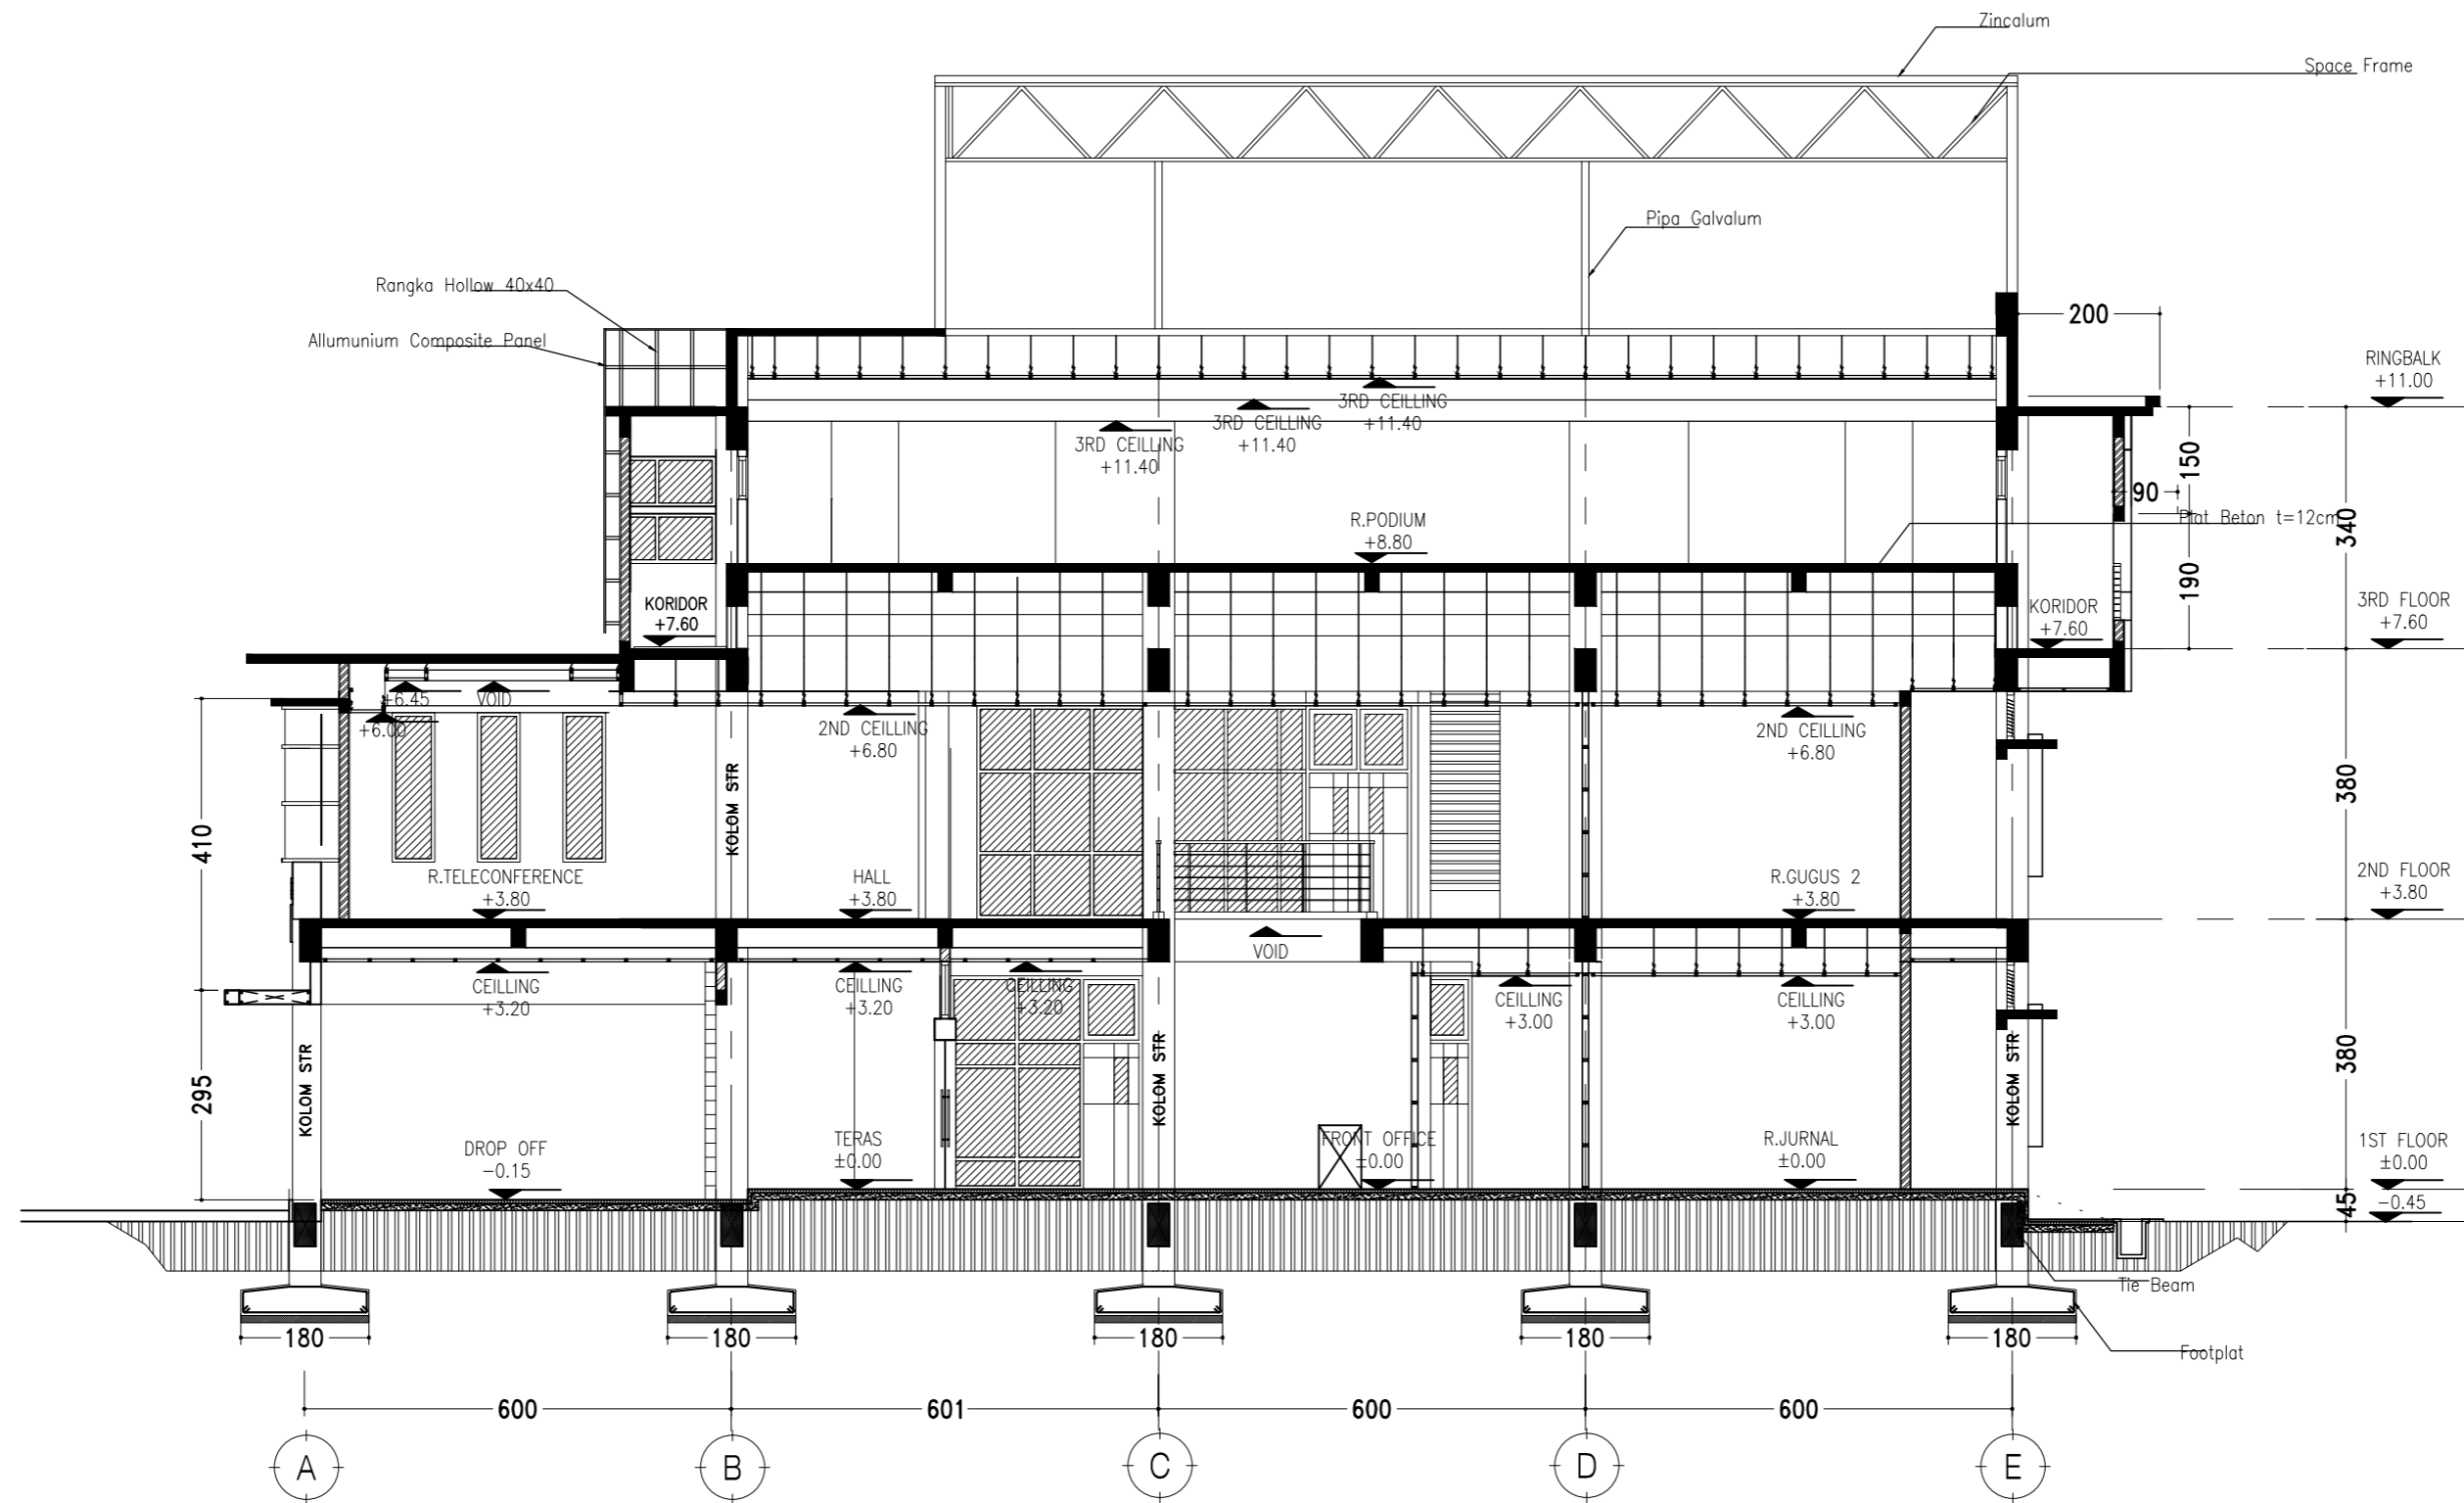 Zincalum
Space Frame
Pipa Galvalum
Rangka Hollow 40x40
Allumunium Composite Panel
200
RINGBALK
+11.00
3RD CEILLING
+11.40
3RD CEILLING
+11.40
3RD CEILLING
+11.40
150
90
Plat Beton t=12cm
340
R.PODIUM
+8.80
190
KORIDOR
+7.60
KORIDOR
+7.60
3RD FLOOR
+7.60
+6.45
VOID
+6.00
2ND CEILLING
+6.80
2ND CEILLING
+6.80
KOLOM STR
410
380
R.TELECONFERENCE
+3.80
HALL
+3.80
R.GUGUS 2
+3.80
2ND FLOOR
+3.80
VOID
CEILLING
+3.20
CEILLING
+3.20
CEILLING
+3.20
CEILLING
+3.00
CEILLING
+3.00
KOLOM STR
KOLOM STR
KOLOM STR
295
380
DROP OFF
-0.15
TERAS
±0.00
FRONT OFFICE
±0.00
R.JURNAL
±0.00
1ST FLOOR
±0.00
45
-0.45
Tie Beam
180
180
180
180
180
Footplat
600
601
600
600
A
B
C
D
E